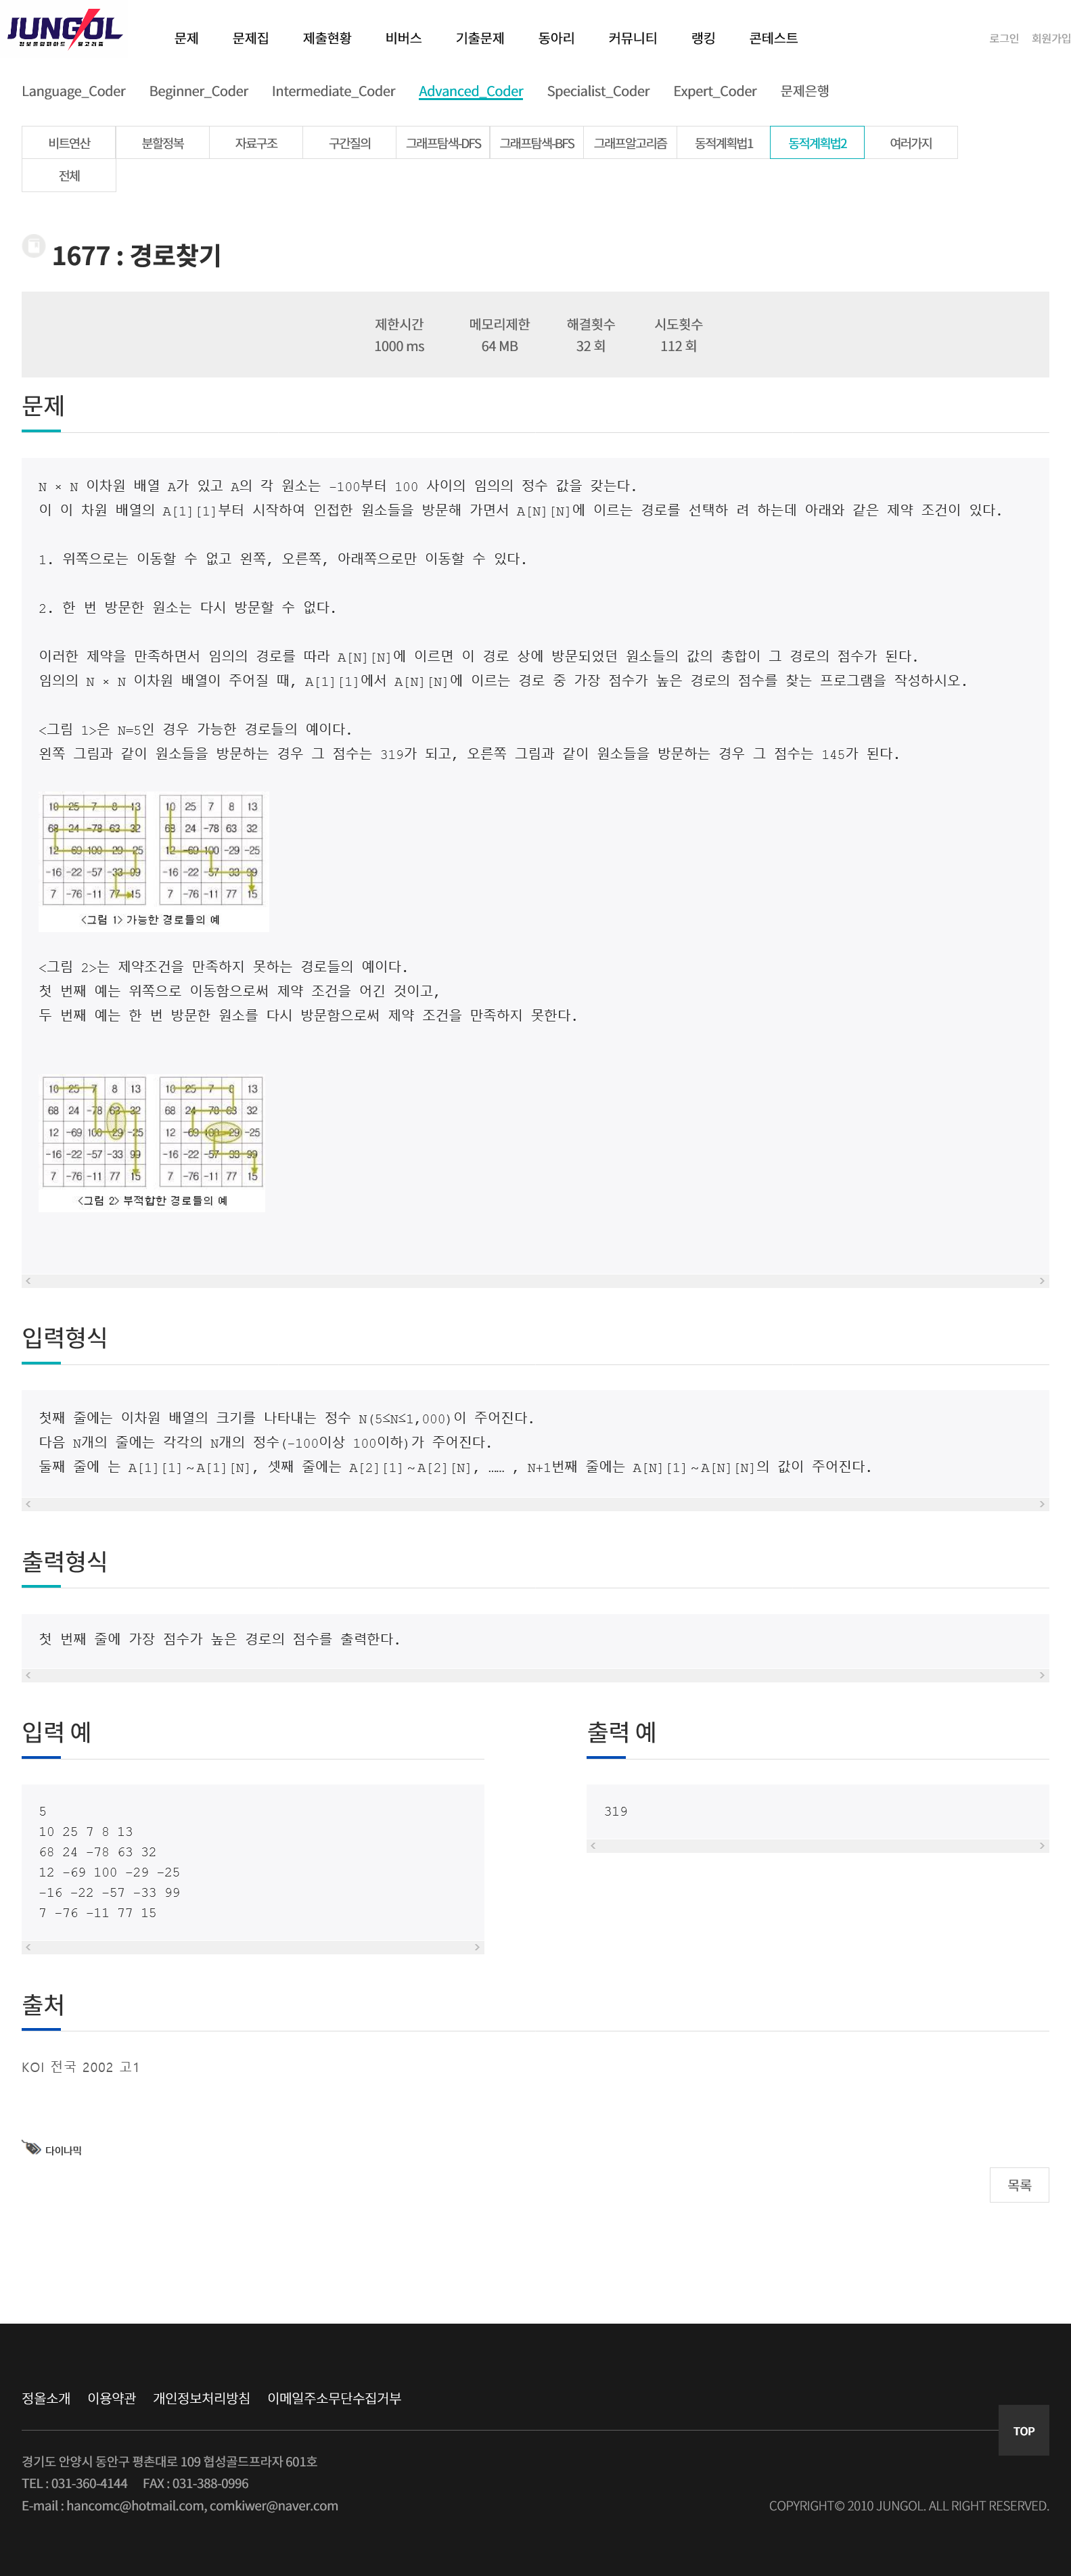 JUNGOL
정보올림피아드 알고리즘
문제 문제집 제출현황 비버스 기출문제 동아리 커뮤니티 랭킹 콘테스트 로그인 회원가입
Language_Coder Beginner_Coder Intermediate_Coder Advanced_Coder Specialist_Coder Expert_Coder 문제은행
비트연산 분할정복 자료구조 구간질의 그래프탐색-DFS 그래프탐색-BFS 그래프알고리즘 동적계획법1 동적계획법2 여러가지
전체
1677 : 경로찾기
제한시간 메모리제한 해결횟수 시도횟수
1000 ms 64 MB 32 회 112 회
문제
N × N 이차원 배열 A가 있고 A의 각 원소는 -100부터 100 사이의 임의의 정수 값을 갖는다.
이 이 차원 배열의 A[1][1]부터 시작하여 인접한 원소들을 방문해 가면서 A[N][N]에 이르는 경로를 선택하 려 하는데 아래와 같은 제약 조건이 있다.
1. 위쪽으로는 이동할 수 없고 왼쪽, 오른쪽, 아래쪽으로만 이동할 수 있다.
2. 한 번 방문한 원소는 다시 방문할 수 없다.
이러한 제약을 만족하면서 임의의 경로를 따라 A[N][N]에 이르면 이 경로 상에 방문되었던 원소들의 값의 총합이 그 경로의 점수가 된다.
임의의 N × N 이차원 배열이 주어질 때, A[1][1]에서 A[N][N]에 이르는 경로 중 가장 점수가 높은 경로의 점수를 찾는 프로그램을 작성하시오.
<그림 1>은 N=5인 경우 가능한 경로들의 예이다.
왼쪽 그림과 같이 원소들을 방문하는 경우 그 점수는 319가 되고, 오른쪽 그림과 같이 원소들을 방문하는 경우 그 점수는 145가 된다.
10 25 7 8 13 10 25 7 8 13
68 24 -78 63 32 68 24 -78 63 32
12 -69 100 -29 -25 12 -69 100 -29 -25
-16 -22 -57 -33 99 -16 -22 -57 -33 99
7 -76 -11 77 15 7 -76 -11 77 15
<그림 1> 가능한 경로들의 예
<그림 2>는 제약조건을 만족하지 못하는 경로들의 예이다.
첫 번째 예는 위쪽으로 이동함으로써 제약 조건을 어긴 것이고,
두 번째 예는 한 번 방문한 원소를 다시 방문함으로써 제약 조건을 만족하지 못한다.
10 25 7 8 13 10 25 7 8 13
68 24 -78 63 32 68 24 -78 63 32
12 -69 100 -29 -25 12 -69 100 -29 -25
-16 -22 -57 -33 99 -16 -22 -57 -33 99
7 -76 -11 77 15 7 -76 -11 77 15
<그림 2> 부적합한 경로들의 예
입력형식
첫째 줄에는 이차원 배열의 크기를 나타내는 정수 N(5≤N≤1,000)이 주어진다.
다음 N개의 줄에는 각각의 N개의 정수(-100이상 100이하)가 주어진다.
둘째 줄에 는 A[1][1]~A[1][N], 셋째 줄에는 A[2][1]~A[2][N], …… , N+1번째 줄에는 A[N][1]~A[N][N]의 값이 주어진다.
출력형식
첫 번째 줄에 가장 점수가 높은 경로의 점수를 출력한다.
입력 예
5
10 25 7 8 13
68 24 -78 63 32
12 -69 100 -29 -25
-16 -22 -57 -33 99
7 -76 -11 77 15
출력 예
319
출처
KOI 전국 2002 고1
다이나믹
목록
정올소개 이용약관 개인정보처리방침 이메일주소무단수집거부
TOP
경기도 안양시 동안구 평촌대로 109 협성골드프라자 601호
TEL : 031-360-4144 FAX : 031-388-0996
E-mail : hancomc@hotmail.com, comkiwer@naver.com
COPYRIGHT© 2010 JUNGOL. ALL RIGHT RESERVED.